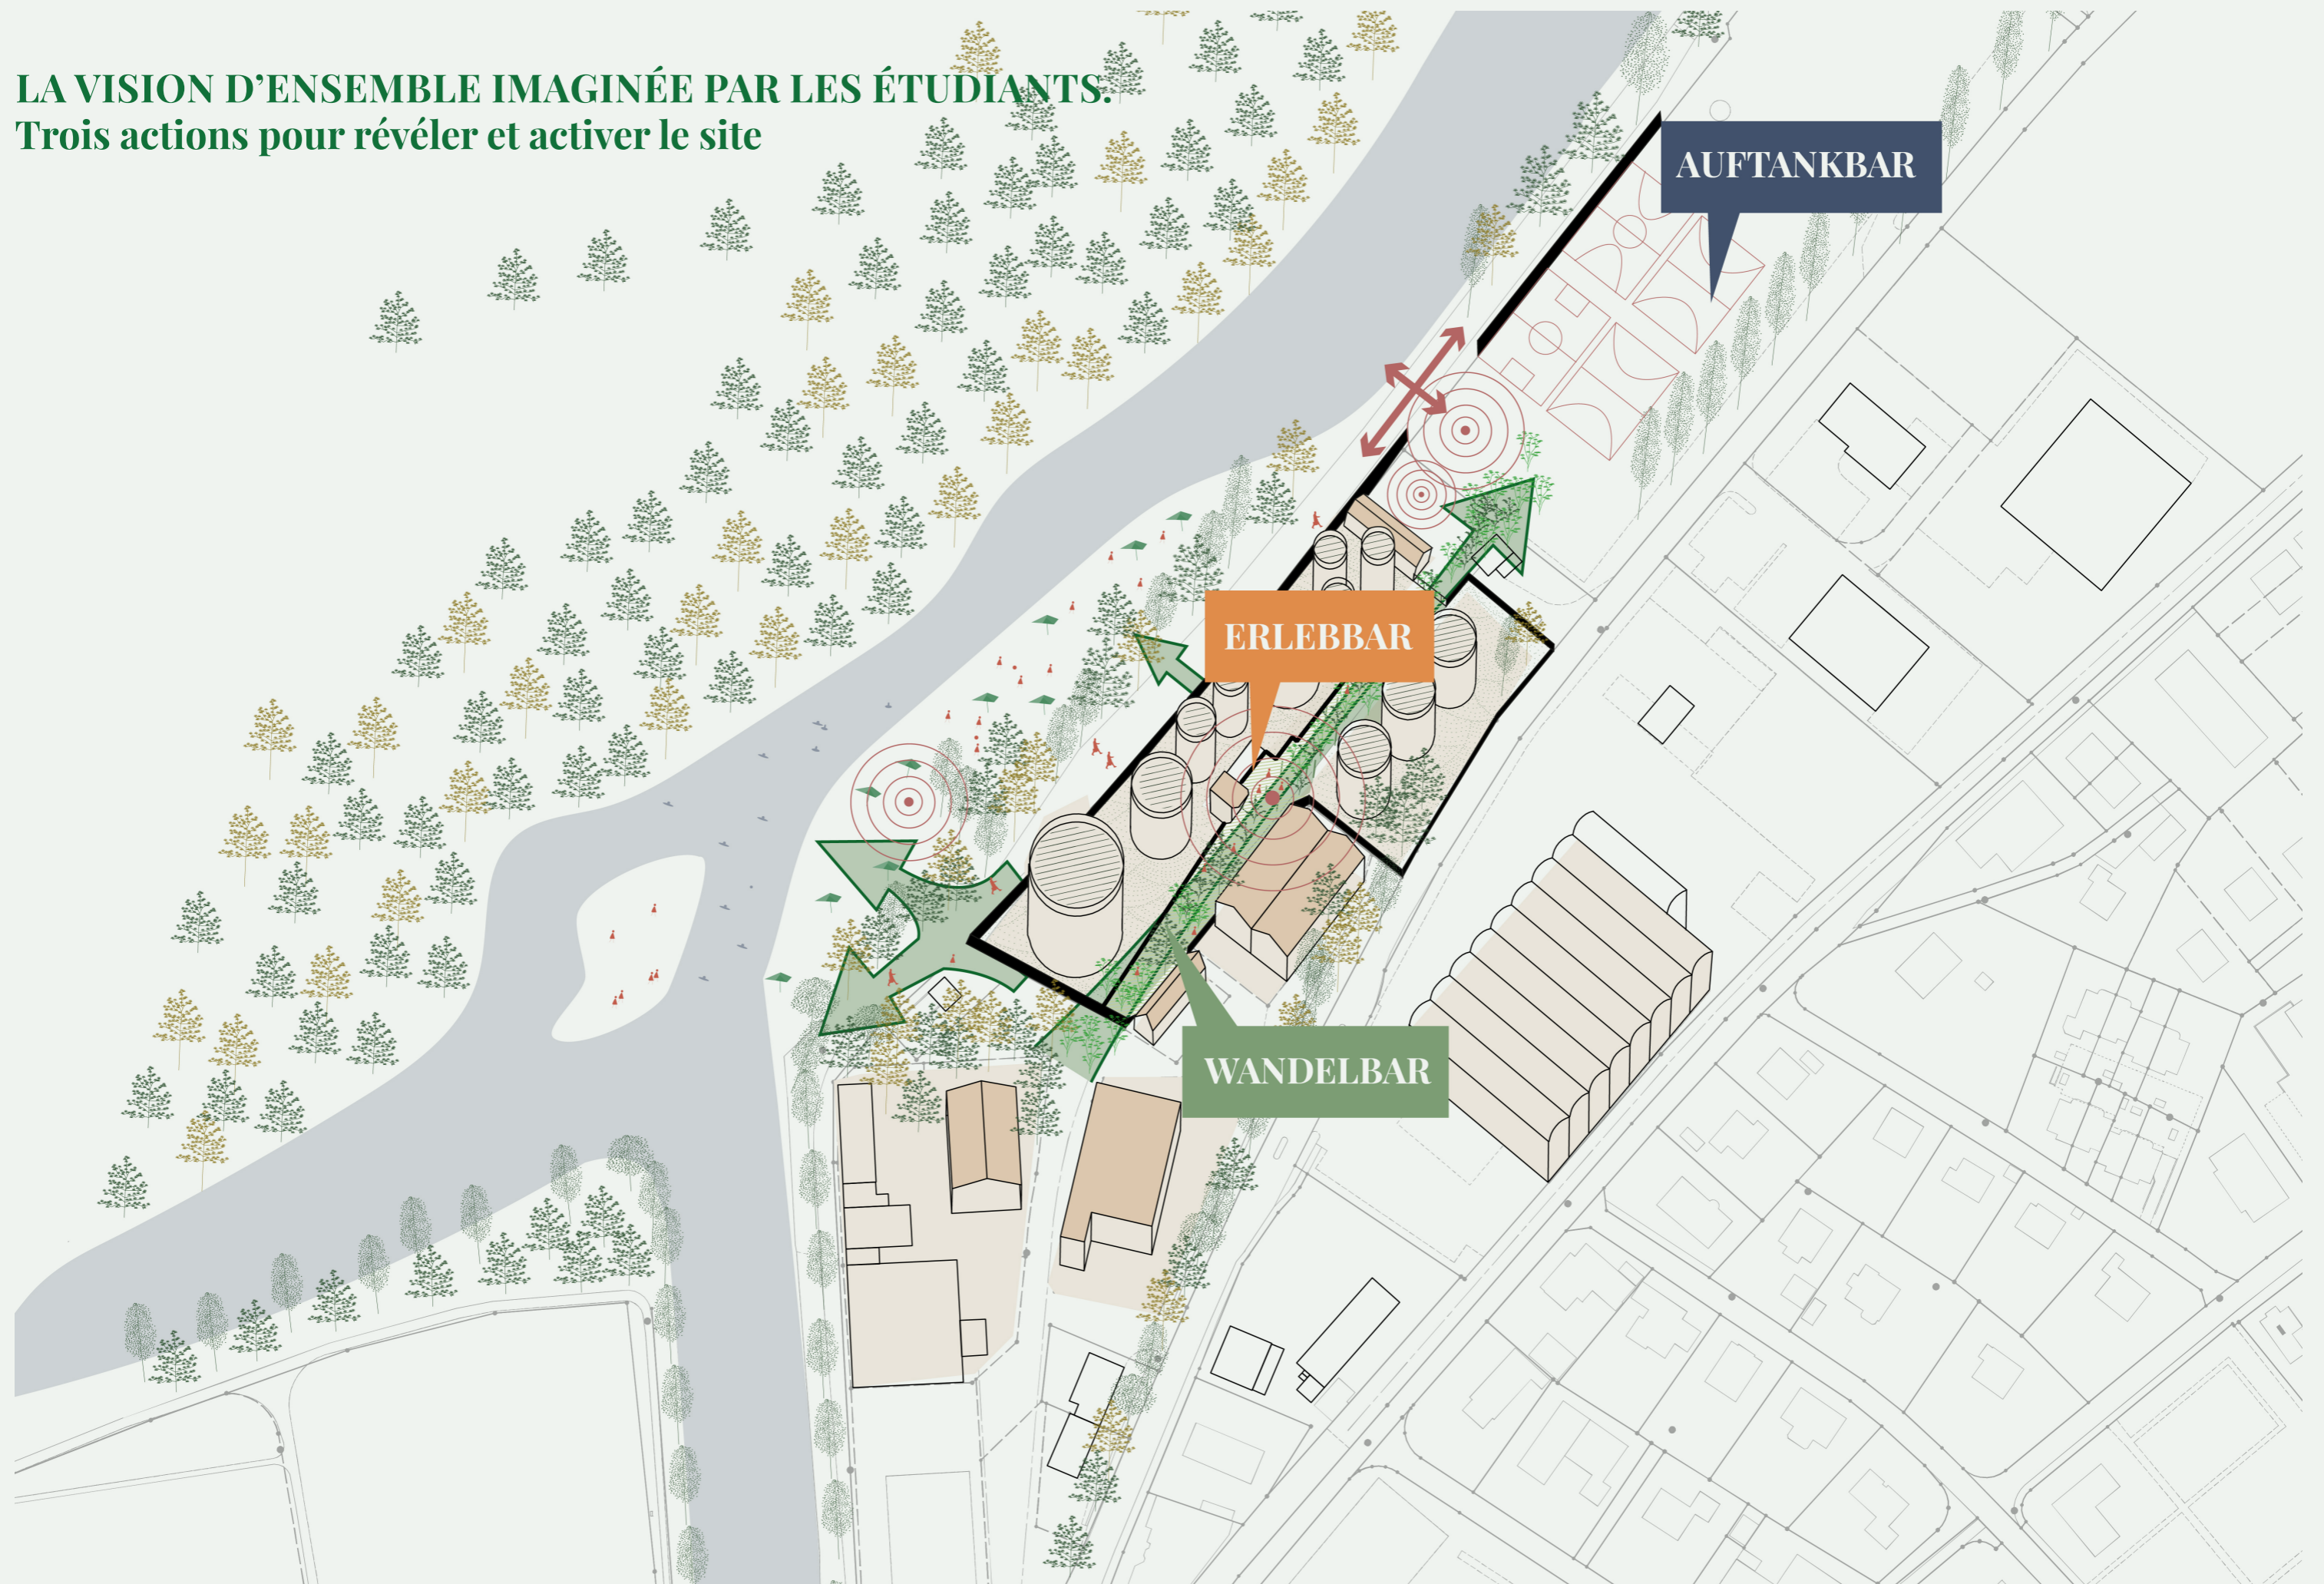 LA VISION D’ENSEMBLE IMAGINÉE PAR LES ÉTUDIANTS.
Trois actions pour révéler et activer le site
AUFTANKBAR
ERLEBBAR
WANDELBAR